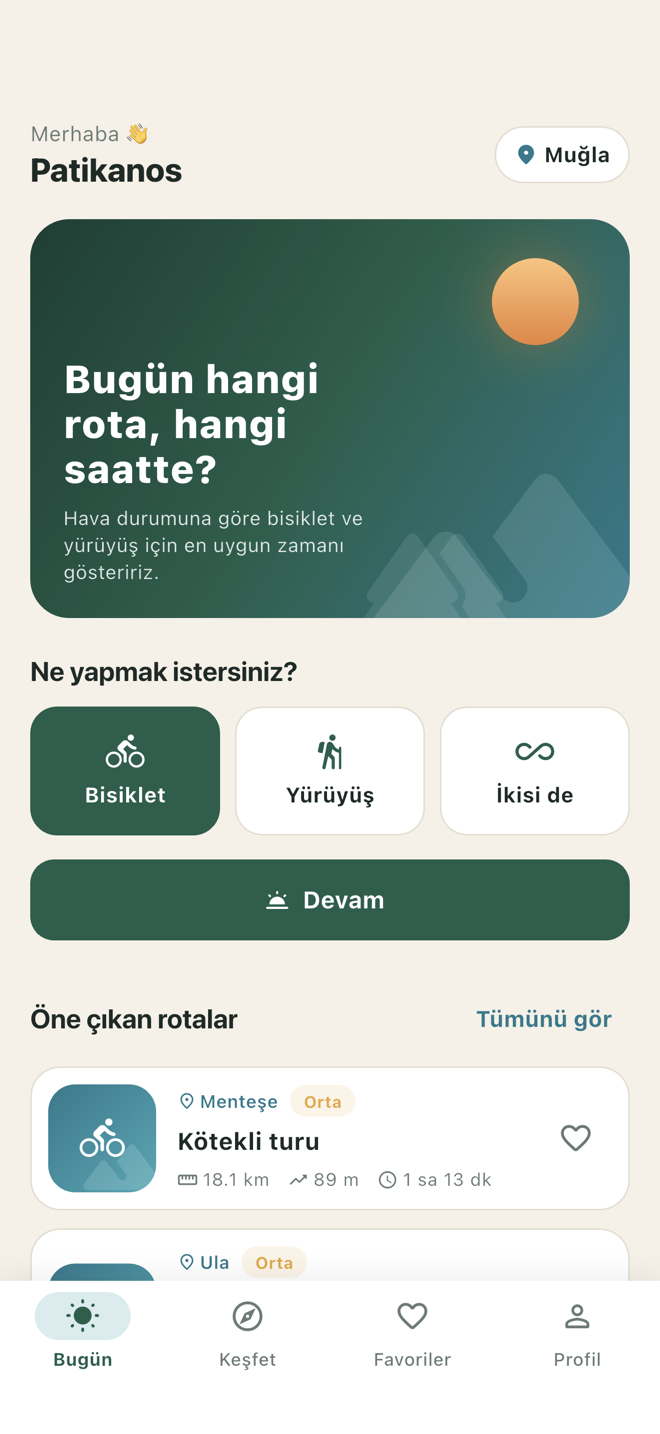 Merhaba 👋
Patikanos
Muğla
Bugün hangi
rota, hangi
saatte?
Hava durumuna göre bisiklet ve
yürüyüş için en uygun zamanı
gösteririz.
Ne yapmak istersiniz?
Bisiklet
Yürüyüş
İkisi de
Devam
Öne çıkan rotalar
Tümünü gör
Menteşe Orta
Kötekli turu
18.1 km 89 m 1 sa 13 dk
Ula Orta
Bugün
Keşfet
Favoriler
Profil